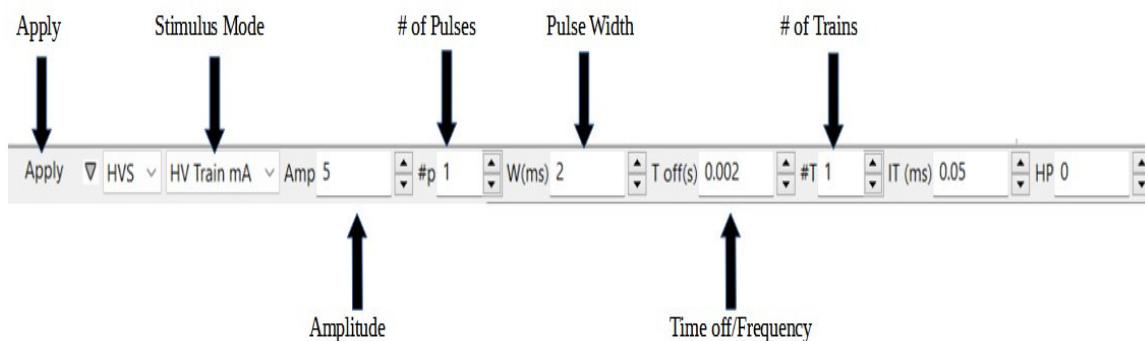 Apply Stimulus Mode # of Pulses Pulse Width # of Trains
Apply HVS HV Train mA Amp 5 #p 1 W(ms) 2 T off(s) 0.002 #T 1 IT (ms) 0.05 HP 0
Amplitude Time off/Frequency